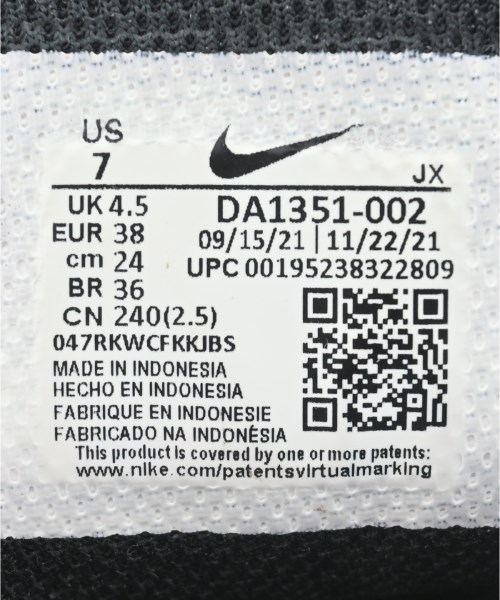 US
7
JX
UK 4.5
EUR 38
cm 24
BR 36
CN 240(2.5)
DA1351-002
09/15/21 | 11/22/21
UPC 00195238322809
047RKWCFKKJBS
MADE IN INDONESIA
HECHO EN INDONESIA
FABRIQUE EN INDONESIE
FABRICADO NA INDONÉSIA
This product is covered by one or more patents:
www.nike.com/patentsvirtualmarking